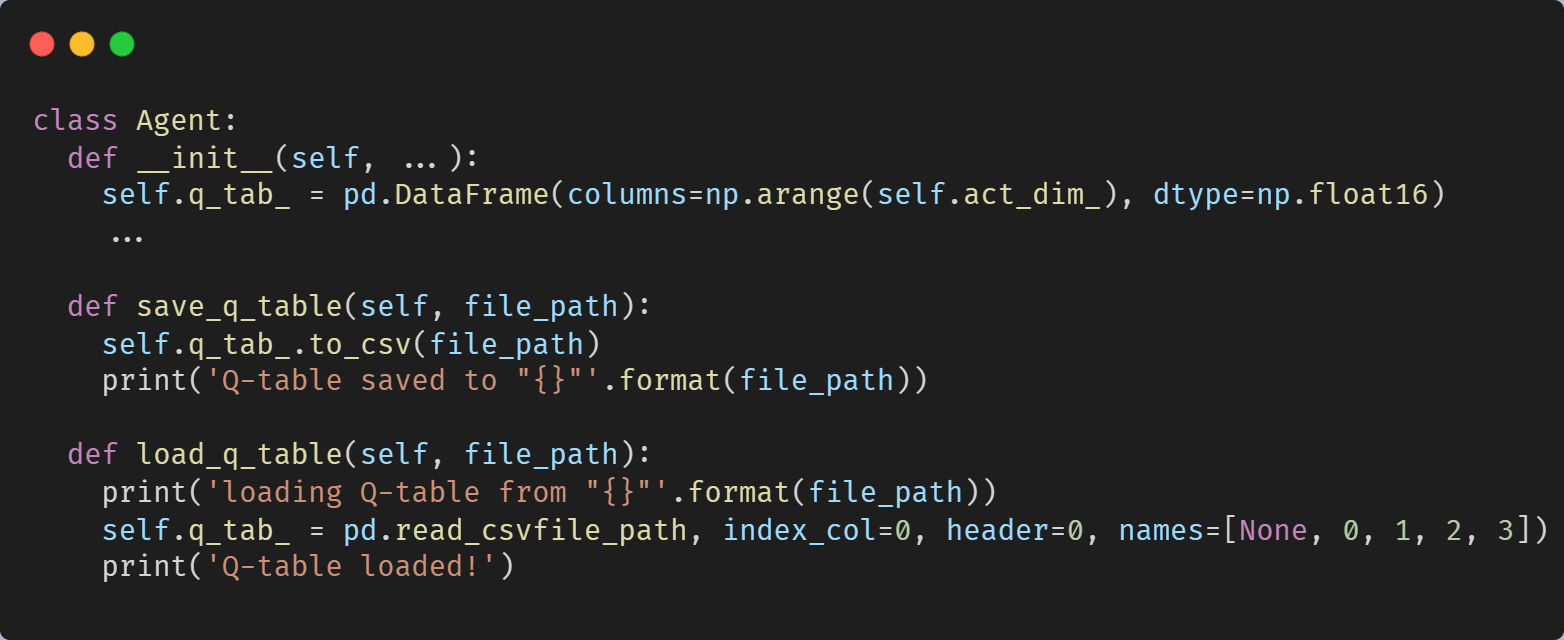 class Agent:
  def __init__(self, ...):
    self.q_tab_ = pd.DataFrame(columns=np.arange(self.act_dim_), dtype=np.float16)
    ...
  def save_q_table(self, file_path):
    self.q_tab_.to_csv(file_path)
    print('Q-table saved to "{}"'.format(file_path))
  def load_q_table(self, file_path):
    print('loading Q-table from "{}"'.format(file_path))
    self.q_tab_ = pd.read_csvfile_path, index_col=0, header=0, names=[None, 0, 1, 2, 3])
    print('Q-table loaded!')